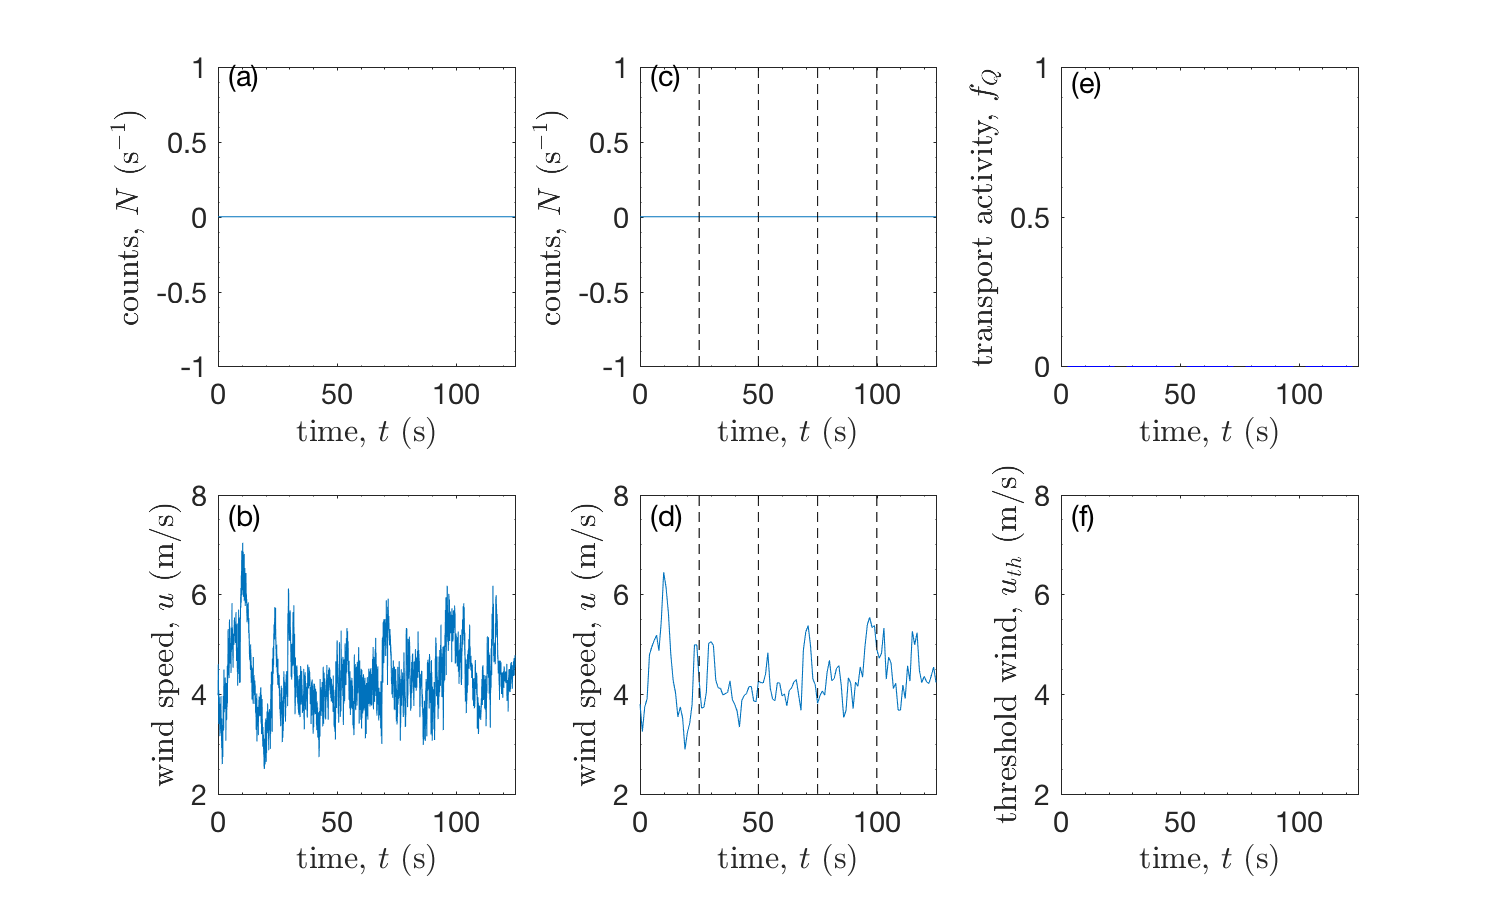 (a)
counts, N (s⁻¹)
1
0.5
0
-0.5
-1
0 50 100
time, t (s)
(c)
counts, N (s⁻¹)
1
0.5
0
-0.5
-1
0 50 100
time, t (s)
(e)
transport activity, f_Q
1
0.5
0
0 50 100
time, t (s)
(b)
wind speed, u (m/s)
8
6
4
2
0 50 100
time, t (s)
(d)
wind speed, u (m/s)
8
6
4
2
0 50 100
time, t (s)
(f)
threshold wind, u_th (m/s)
8
6
4
2
0 50 100
time, t (s)